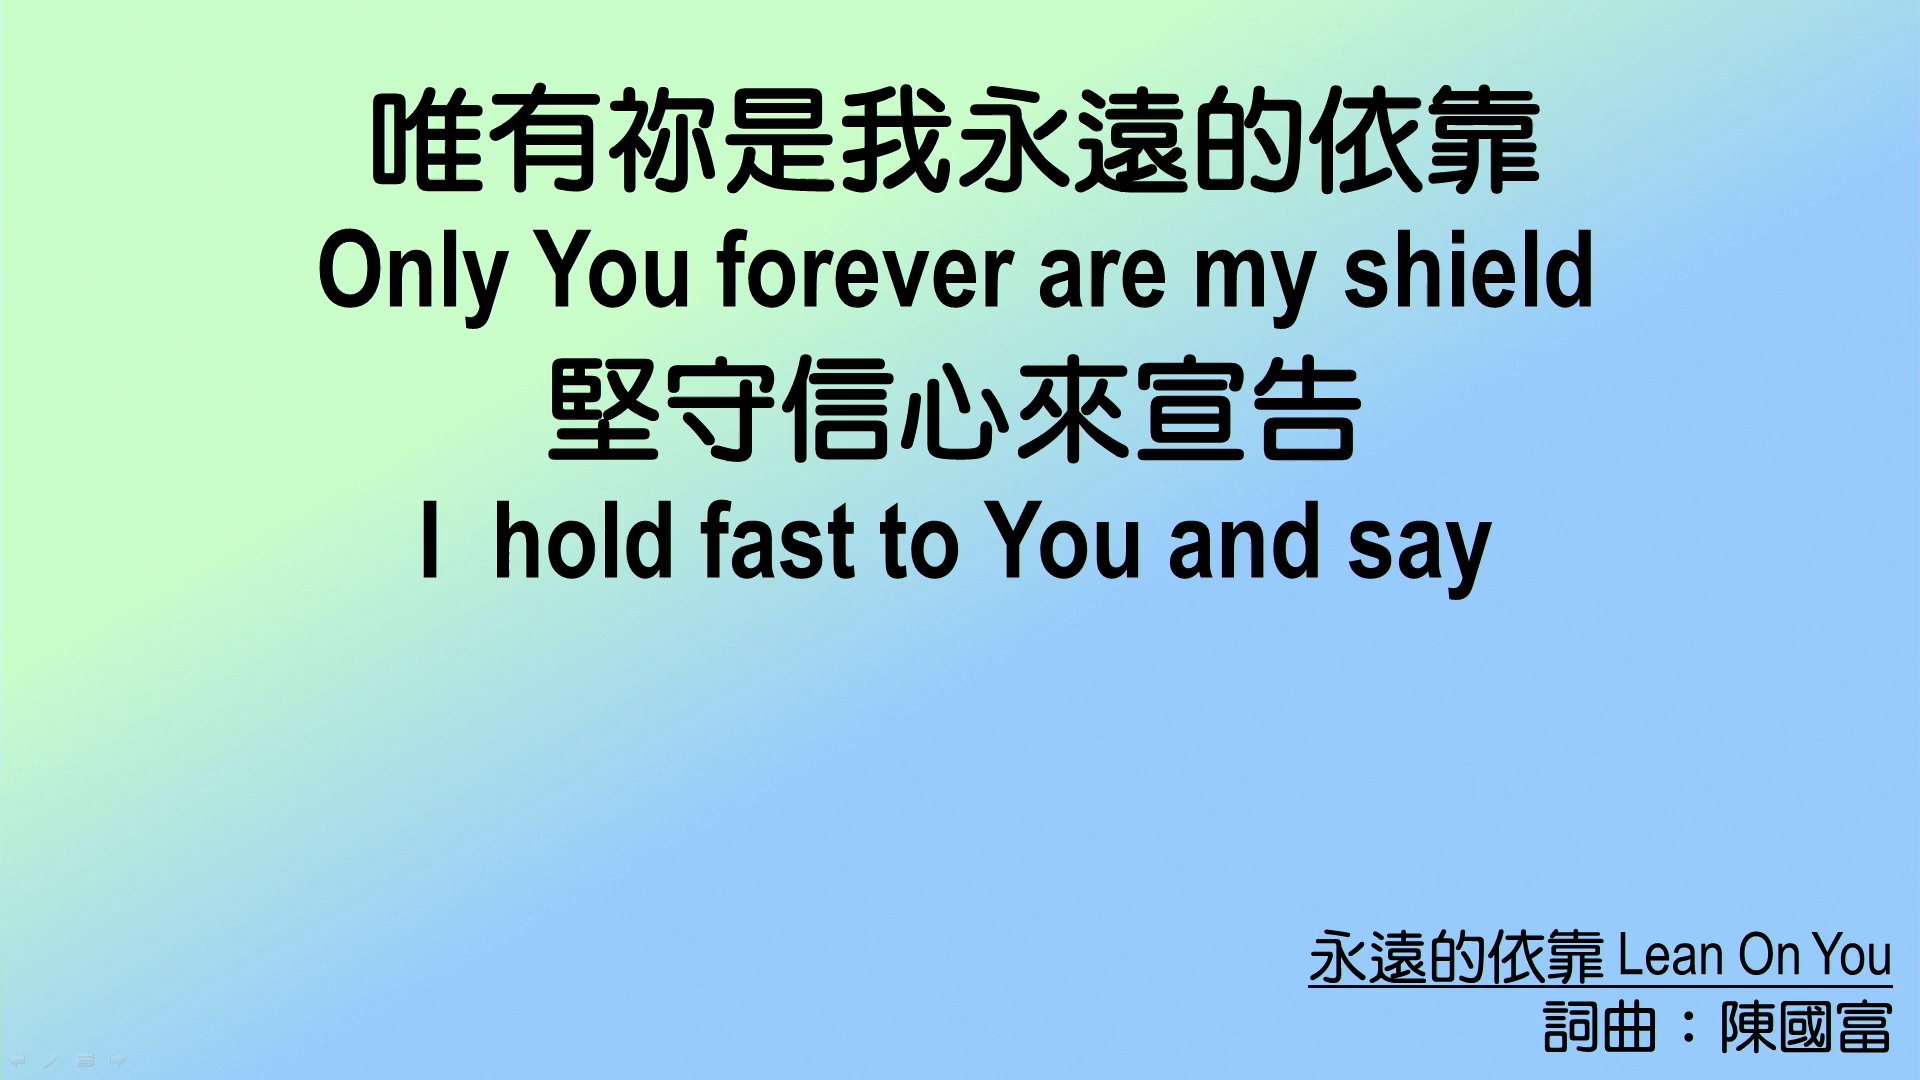 唯有祢是我永遠的依靠
Only You forever are my shield
堅守信心來宣告
I  hold fast to You and say
永遠的依靠 Lean On You
詞曲：陳國富